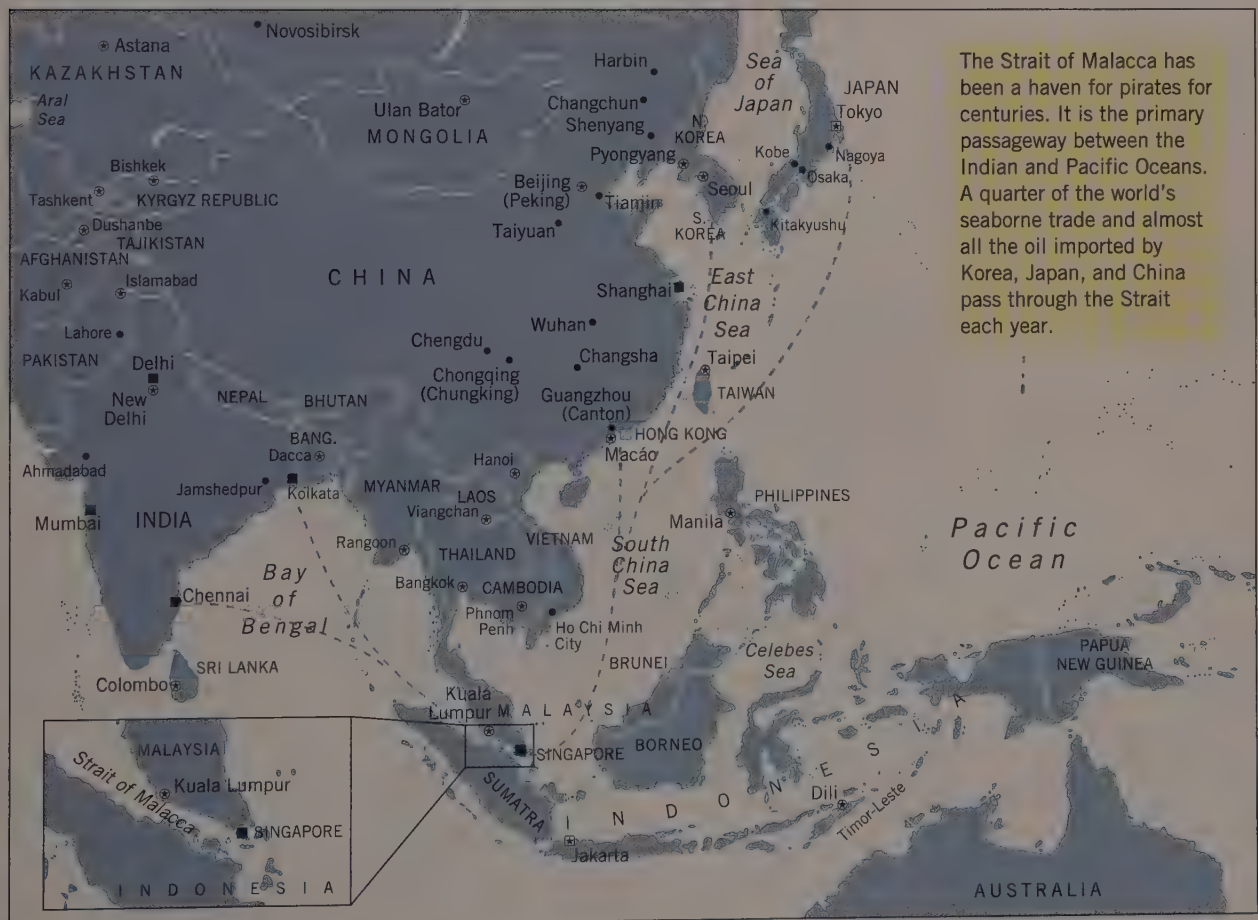 Novosibirsk
Astana
KAZAKHSTAN
Aral
Sea
Ulan Bator
MONGOLIA
Harbin
Changchun
Shenyang
Sea
of
Japan
JAPAN
Tokyo
N.
KOREA
Pyongyang
Seoul
S.
KOREA
Kobe
Nagoya
Osaka
Kitakyushu
The Strait of Malacca has
been a haven for pirates for
centuries. It is the primary
passageway between the
Indian and Pacific Oceans.
A quarter of the world's
seaborne trade and almost
all the oil imported by
Korea, Japan, and China
pass through the Strait
each year.
Bishkek
Tashkent
KYRGYZ REPUBLIC
Dushanbe
TAJIKISTAN
AFGHANISTAN
Kabul
Islamabad
Beijing
(Peking)
Tianjin
Taiyuan
CHINA
Shanghai
East
China
Sea
Lahore
PAKISTAN
Delhi
New
Delhi
NEPAL
BHUTAN
Chengdu
Wuhan
Changsha
Chongqing
(Chungking)
Guangzhou
(Canton)
Taipei
TAIWAN
HONG KONG
Macáo
BANG.
Dacca
Ahmadabad
Jamshedpur
Kolkata
Mumbai
INDIA
Hanoi
MYANMAR
LAOS
Viangchan
VIETNAM
Rangoon
THAILAND
Bangkok
CAMBODIA
Phnom
Penh
Ho Chi Minh
City
South
China
Sea
PHILIPPINES
Manila
Pacific
Ocean
Bay
of
Bengal
Chennai
SRI LANKA
Colombo
BRUNEI
Celebes
Sea
PAPUA
NEW GUINEA
Kuala
Lumpur
MALAYSIA
SINGAPORE
BORNEO
SUMATRA
INDONESIA
Dili
Timor-Leste
Jakarta
AUSTRALIA
MALAYSIA
Strait of Malacca
Kuala Lumpur
SINGAPORE
INDONESIA